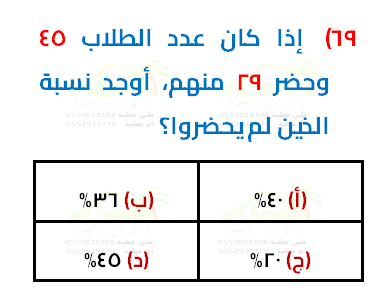 ٦٩) إذا كان عدد الطلاب ٤٥
وحضر ٢٩ منهم، أوجد نسبة
الذين لم يحضروا؟
(أ) ٤٠%
(ب) ٣٦%
(ج) ٢٠%
(د) ٤٥%